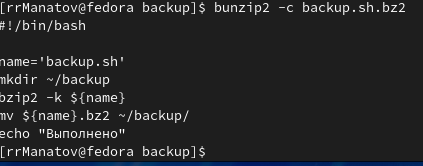 [rrManatov@fedora backup]$ bunzip2 -c backup.sh.bz2
#!/bin/bash
name='backup.sh'
mkdir ~/backup
bzip2 -k ${name}
mv ${name}.bz2 ~/backup/
echo "Выполнено"
[rrManatov@fedora backup]$